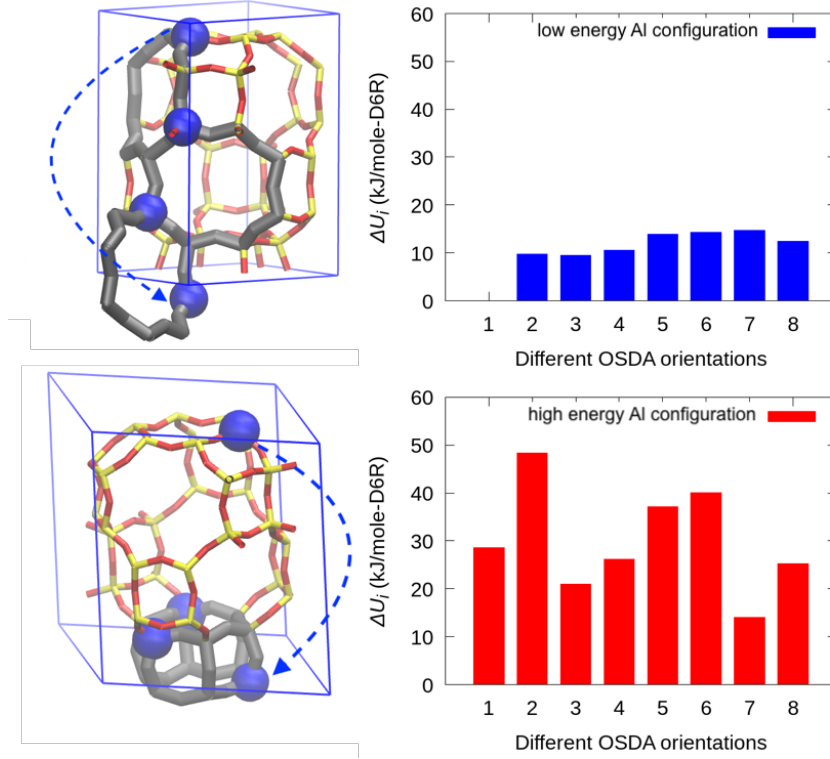 60
50
40
30
20
10
0
low energy Al configuration
ΔUi (kJ/mole-D6R)
1 2 3 4 5 6 7 8
Different OSDA orientations
60
50
40
30
20
10
0
high energy Al configuration
ΔUi (kJ/mole-D6R)
1 2 3 4 5 6 7 8
Different OSDA orientations